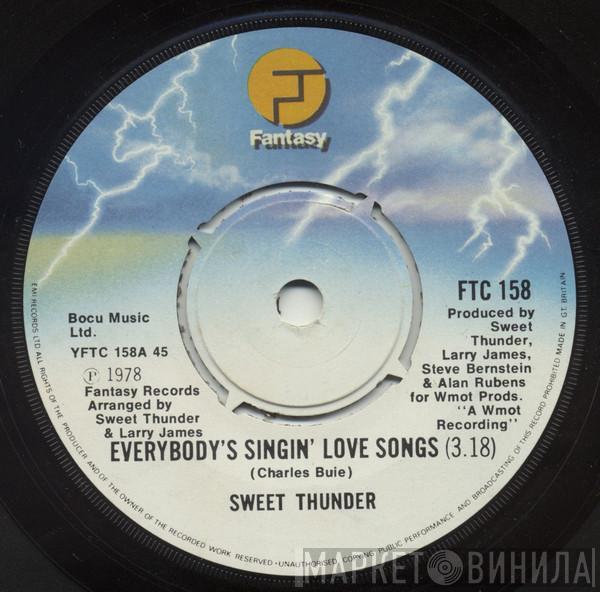 Fantasy
Bocu Music
Ltd.
YFTC 158A 45
℗ 1978
Fantasy Records
Arranged by
Sweet Thunder
& Larry James
FTC 158
Produced by
Sweet
Thunder,
Larry James,
Steve Bernstein
& Alan Rubens
for Wmot Prods.
"A Wmot
Recording"
EVERYBODY'S SINGIN' LOVE SONGS (3.18)
(Charles Buie)
SWEET THUNDER
EMI RECORDS LTD ALL RIGHTS OF THE PRODUCER AND OF THE OWNER OF THE RECORDED WORK RESERVED • UNAUTHORISED, COPYING PUBLIC PERFORMANCE AND BROADCASTING OF THIS RECORD PROHIBITED MADE IN GT. BRITAIN
МАРКЕТ ВИНИЛА